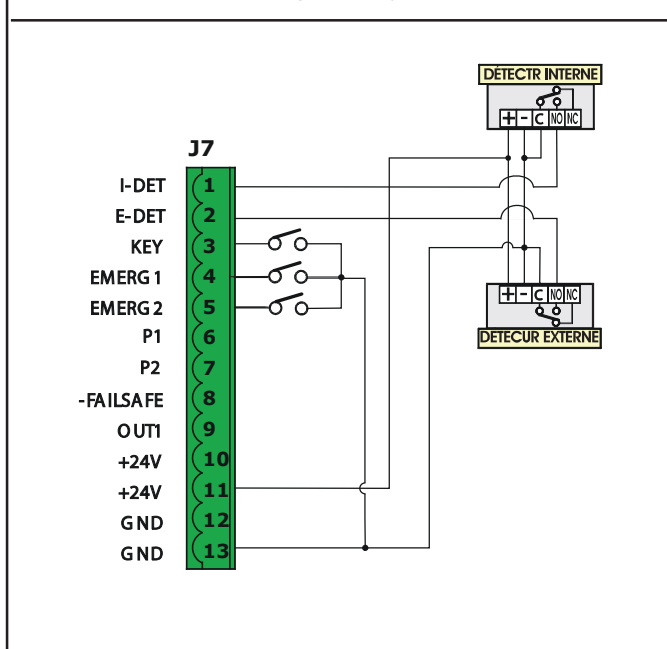 DÉTECTR INTERNE
+ - C NO NC
J7
I-DET 1
E-DET 2
KEY 3
EMERG 1 4
EMERG 2 5
P1 6
P2 7
-FAILSAFE 8
OUT1 9
+24V 10
+24V 11
GND 12
GND 13
+ - C NO NC
DÉTECUR EXTERNE